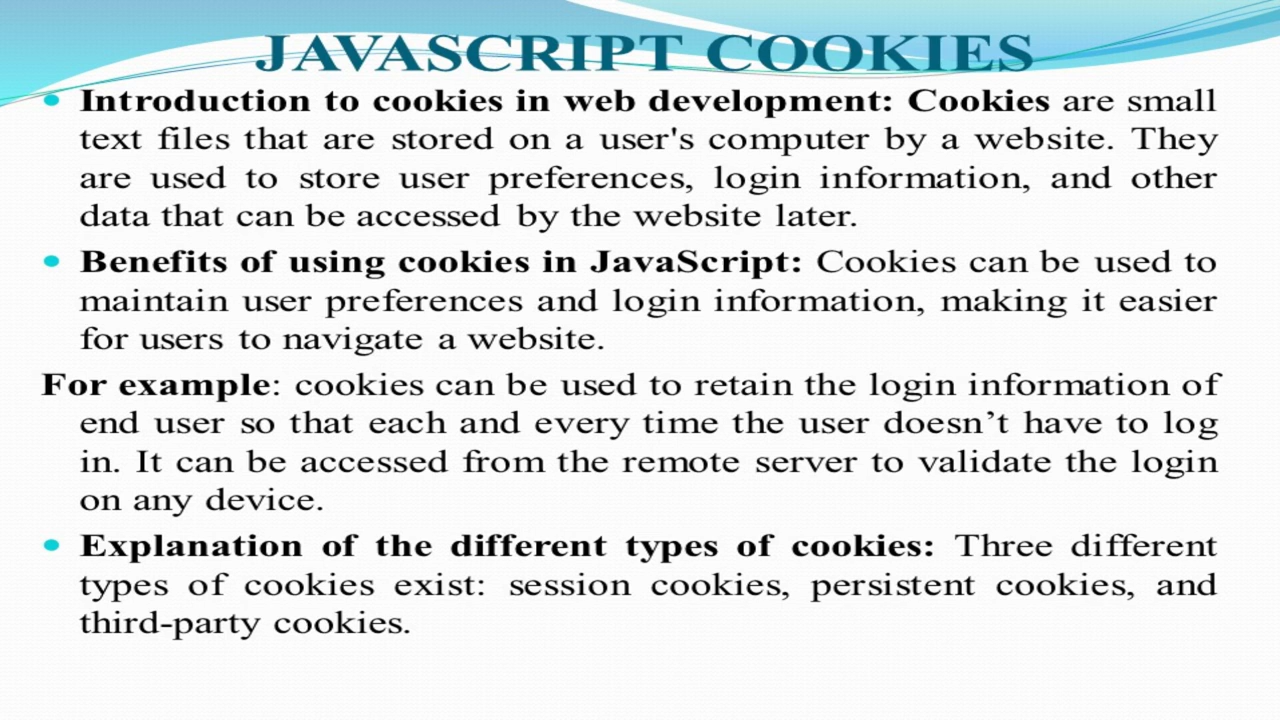 JAVASCRIPT COOKIES
• Introduction to cookies in web development: Cookies are small
text files that are stored on a user's computer by a website. They
are used to store user preferences, login information, and other
data that can be accessed by the website later.
• Benefits of using cookies in JavaScript: Cookies can be used to
maintain user preferences and login information, making it easier
for users to navigate a website.
For example: cookies can be used to retain the login information of
end user so that each and every time the user doesn’t have to log
in. It can be accessed from the remote server to validate the login
on any device.
• Explanation of the different types of cookies: Three different
types of cookies exist: session cookies, persistent cookies, and
third-party cookies.